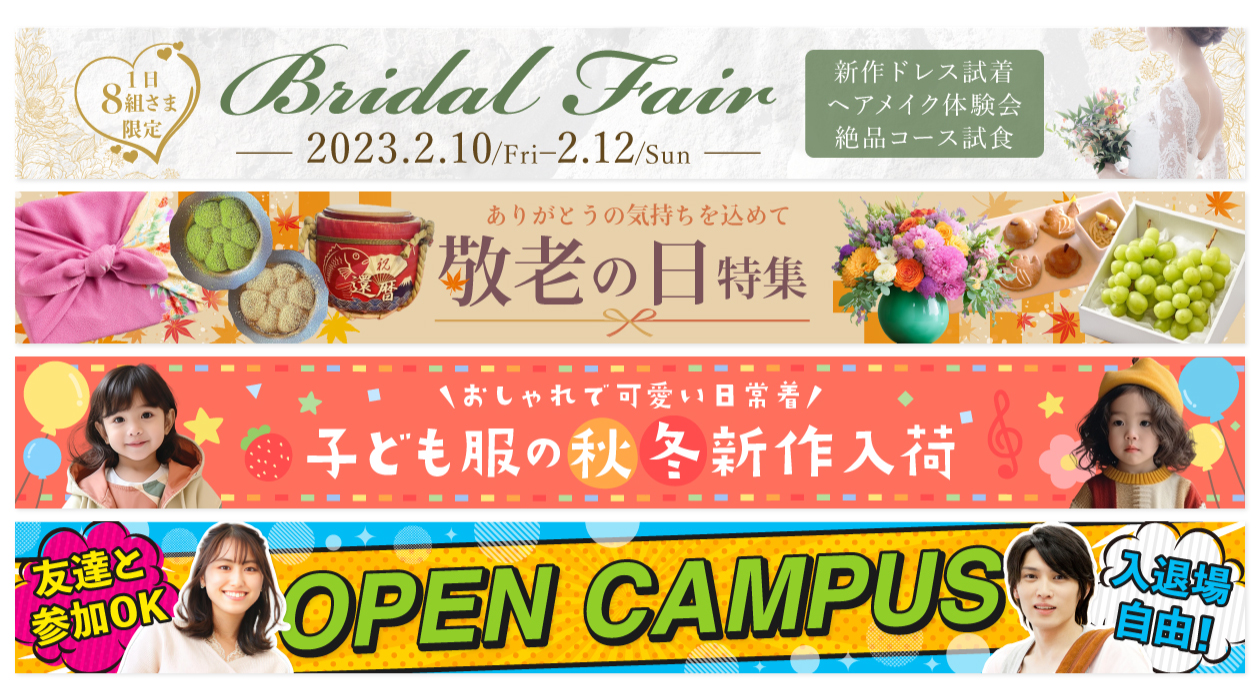 1日
8組さま
限定
Bridal Fair
2023.2.10/Fri–2.12/Sun
新作ドレス試着
ヘアメイク体験会
絶品コース試食
ありがとうの気持ちを込めて
敬老の日特集
祝
還暦
\おしゃれで可愛い日常着/
子ども服の秋冬新作入荷
友達と
参加OK
OPEN CAMPUS
入退場
自由!